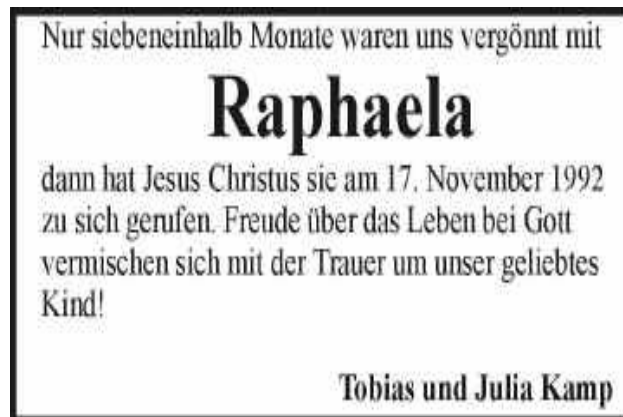 Nur siebeneinhalb Monate waren uns vergönnt mit
Raphaela
dann hat Jesus Christus sie am 17. November 1992
zu sich gerufen. Freude über das Leben bei Gott
vermischen sich mit der Trauer um unser geliebtes
Kind!
Tobias und Julia Kamp